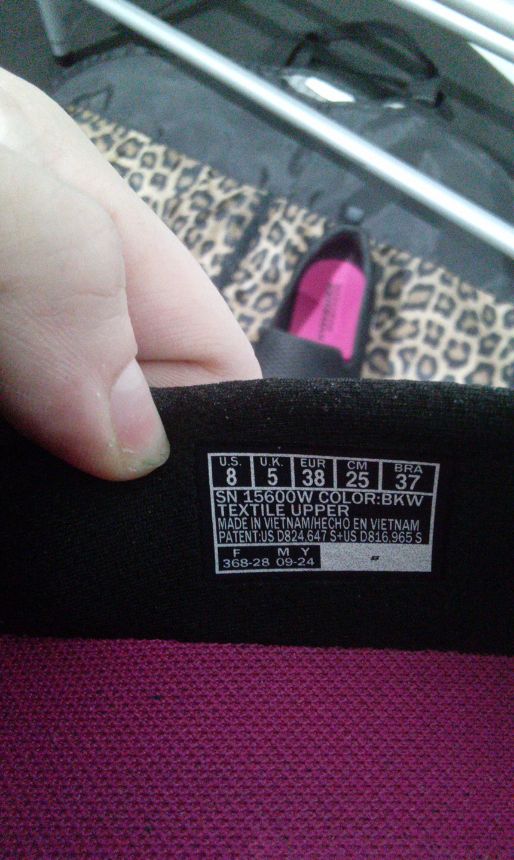 U.S. U.K. EUR CM BRA
8 5 38 25 37
SN 15600W COLOR:BKW
TEXTILE UPPER
MADE IN VIETNAM/HECHO EN VIETNAM
PATENT:US D824.647 S+US D816.965 S
F M Y
368-28 09-24